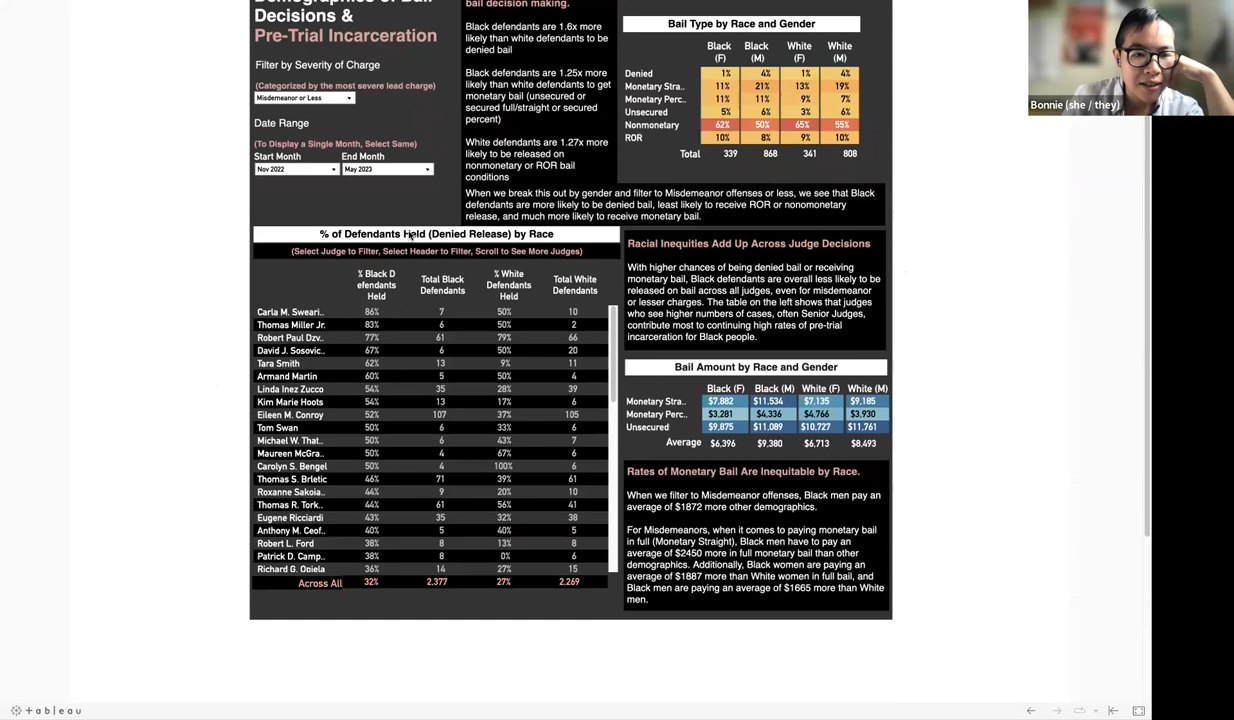 Demographics of Bail
Decisions &
Pre-Trial Incarceration
Filter by Severity of Charge
(Categorized by the most severe lead charge)
Misdemeanor or Less
Date Range
(To Display a Single Month, Select Same)
Start Month End Month
Nov 2022 May 2023
bail decision making.
Black defendants are 1.6x more
likely than white defendants to be
denied bail
Black defendants are 1.25x more
likely than white defendants to get
monetary bail (unsecured or
secured full/straight or secured
percent)
White defendants are 1.27x more
likely to be released on
nonmonetary or ROR bail
conditions
Bail Type by Race and Gender
Black (F) Black (M) White (F) White (M)
Denied 1% 4% 1% 4%
Monetary Stra.. 11% 21% 13% 19%
Monetary Perc.. 11% 11% 9% 7%
Unsecured 5% 6% 3% 6%
Nonmonetary 62% 50% 65% 55%
ROR 10% 8% 9% 10%
Total 339 868 341 808
When we break this out by gender and filter to Misdemeanor offenses or less, we see that Black
defendants are more likely to be denied bail, least likely to receive ROR or nonomonetary
release, and much more likely to receive monetary bail.
% of Defendants Held (Denied Release) by Race
(Select Judge to Filter, Select Header to Filter, Scroll to See More Judges)
% Black D
efendants
Held
Total Black
Defendants
% White
Defendants
Held
Total White
Defendants
Carla M. Sweari.. 86% 7 50% 10
Thomas Miller Jr. 83% 6 50% 2
Robert Paul Dzv.. 77% 61 79% 66
David J. Sosovic.. 67% 6 50% 20
Tara Smith 62% 13 9% 11
Armand Martin 60% 5 50% 4
Linda Inez Zucco 54% 35 28% 39
Kim Marie Hoots 54% 13 17% 6
Eileen M. Conroy 52% 107 37% 105
Tom Swan 50% 6 33% 6
Michael W. That.. 50% 6 43% 7
Maureen McGra.. 50% 4 67% 6
Carolyn S. Bengel 50% 4 100% 6
Thomas S. Brletic 46% 71 39% 61
Roxanne Sakoia.. 44% 9 20% 10
Thomas R. Tork.. 44% 61 56% 41
Eugene Ricciardi 43% 35 32% 38
Anthony M. Ceof.. 40% 5 40% 5
Robert L. Ford 38% 8 13% 8
Patrick D. Camp.. 38% 8 0% 6
Richard G. Opiela 36% 14 27% 15
Across All 32% 2,377 27% 2,269
Racial Inequities Add Up Across Judge Decisions
With higher chances of being denied bail or receiving
monetary bail, Black defendants are overall less likely to be
released on bail across all judges, even for misdemeanor
or lesser charges. The table on the left shows that judges
who see higher numbers of cases, often Senior Judges,
contribute most to continuing high rates of pre-trial
incarceration for Black people.
Bail Amount by Race and Gender
Black (F) Black (M) White (F) White (M)
Monetary Stra.. $7,882 $11,534 $7,135 $9,185
Monetary Perc.. $3,281 $4,336 $4,766 $3,930
Unsecured $9,875 $11,089 $10,727 $11,761
Average $6,396 $9,380 $6,713 $8,493
Rates of Monetary Bail Are Inequitable by Race.
When we filter to Misdemeanor offenses, Black men pay an
average of $1872 more other demographics.
For Misdemeanors, when it comes to paying monetary bail
in full (Monetary Straight), Black men have to pay an
average of $2450 more in full monetary bail than other
demographics. Additionally, Black women are paying an
average of $1887 more than White women in full bail, and
Black men are paying an average of $1665 more than White
men.
Bonnie (she / they)
+ableau